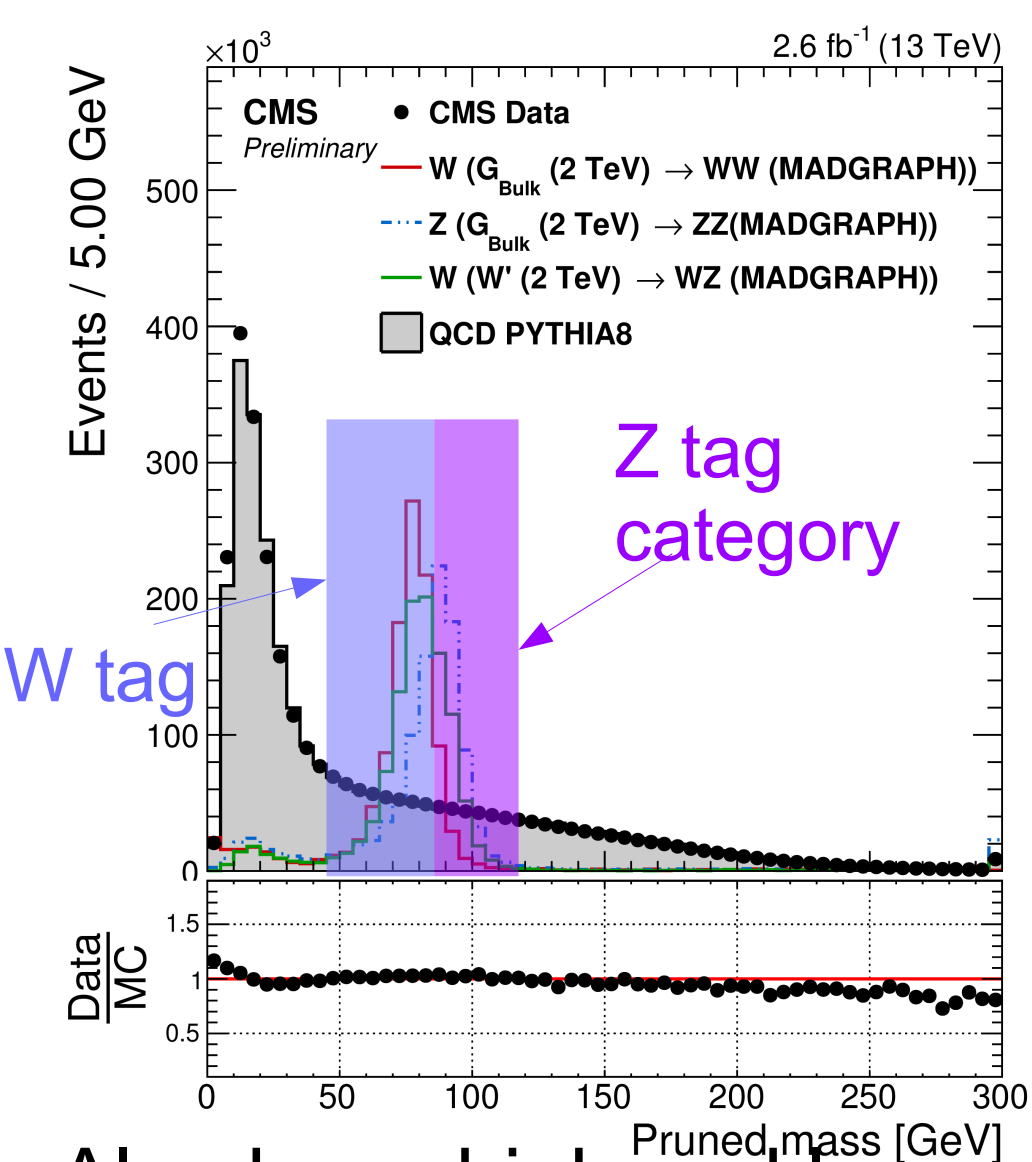 ×10³
2.6 fb⁻¹ (13 TeV)
Events / 5.00 GeV
CMS
Preliminary
CMS Data
W (G_Bulk (2 TeV) → WW (MADGRAPH))
Z (G_Bulk (2 TeV) → ZZ(MADGRAPH))
W (W' (2 TeV) → WZ (MADGRAPH))
QCD PYTHIA8
500
400
300
200
100
0
Z tag
category
W tag
Data
MC
1.5
1
0.5
0
50
100
150
200
250
300
Pruned mass [GeV]